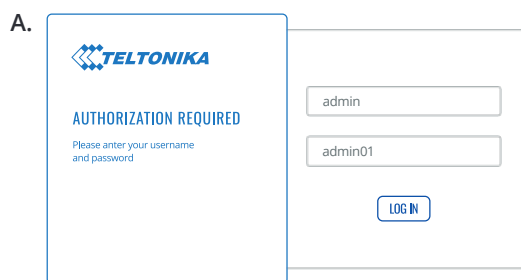 A.
TELTONIKA
AUTHORIZATION REQUIRED
Please anter your username
and password
admin
admin01
LOG IN